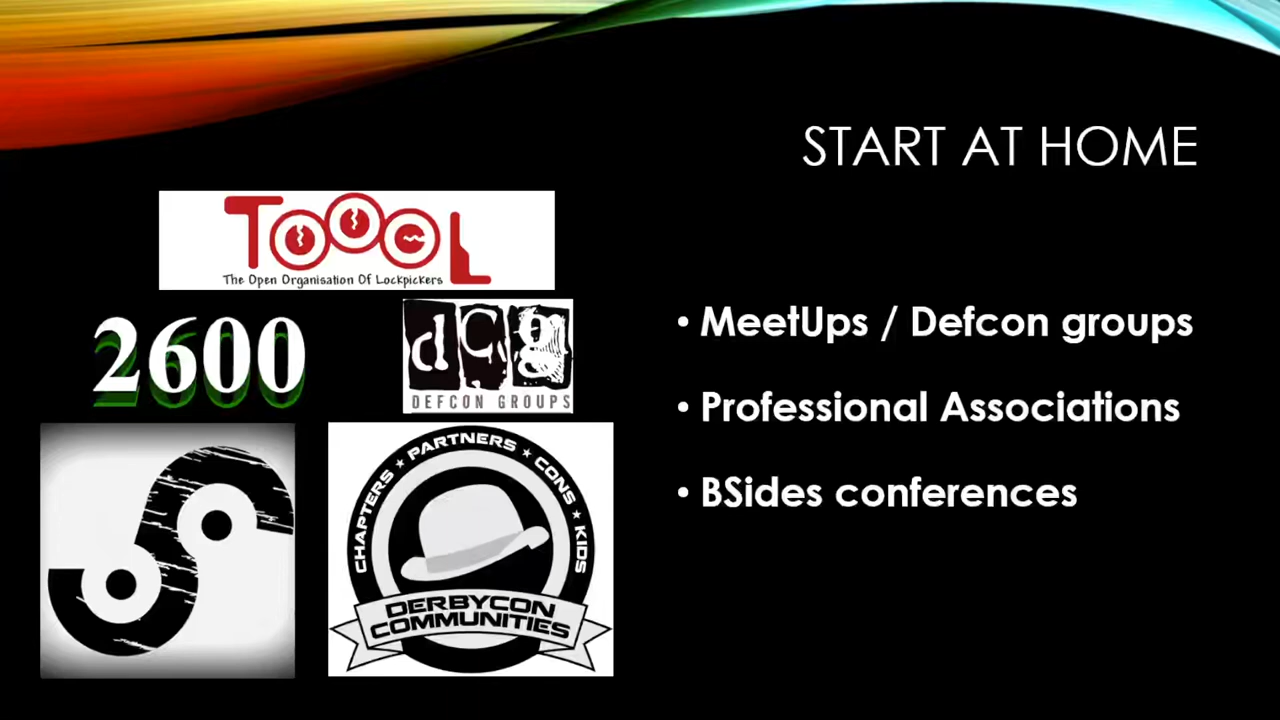 START AT HOME
TOOOL
The Open Organisation Of Lockpickers
2600
dcg
DEFCON GROUPS
CHAPTERS ★ PARTNERS ★ CONS ★ KIDS
DERBYCON
COMMUNITIES
• MeetUps / Defcon groups
• Professional Associations
• BSides conferences